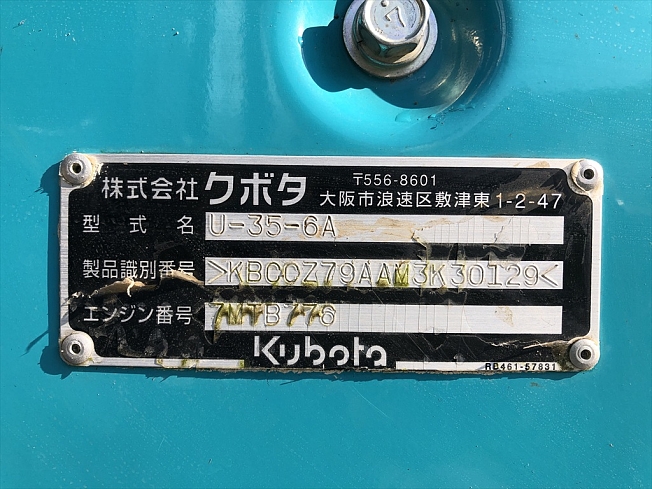 7
株式会社クボタ 〒556-8601
大阪市浪速区敷津東1-2-47
型式名 U-35-6A
製品識別番号 >KBCCZ79AAM3K30129<
エンジン番号 7MTB776
Kubota
RB461-57831